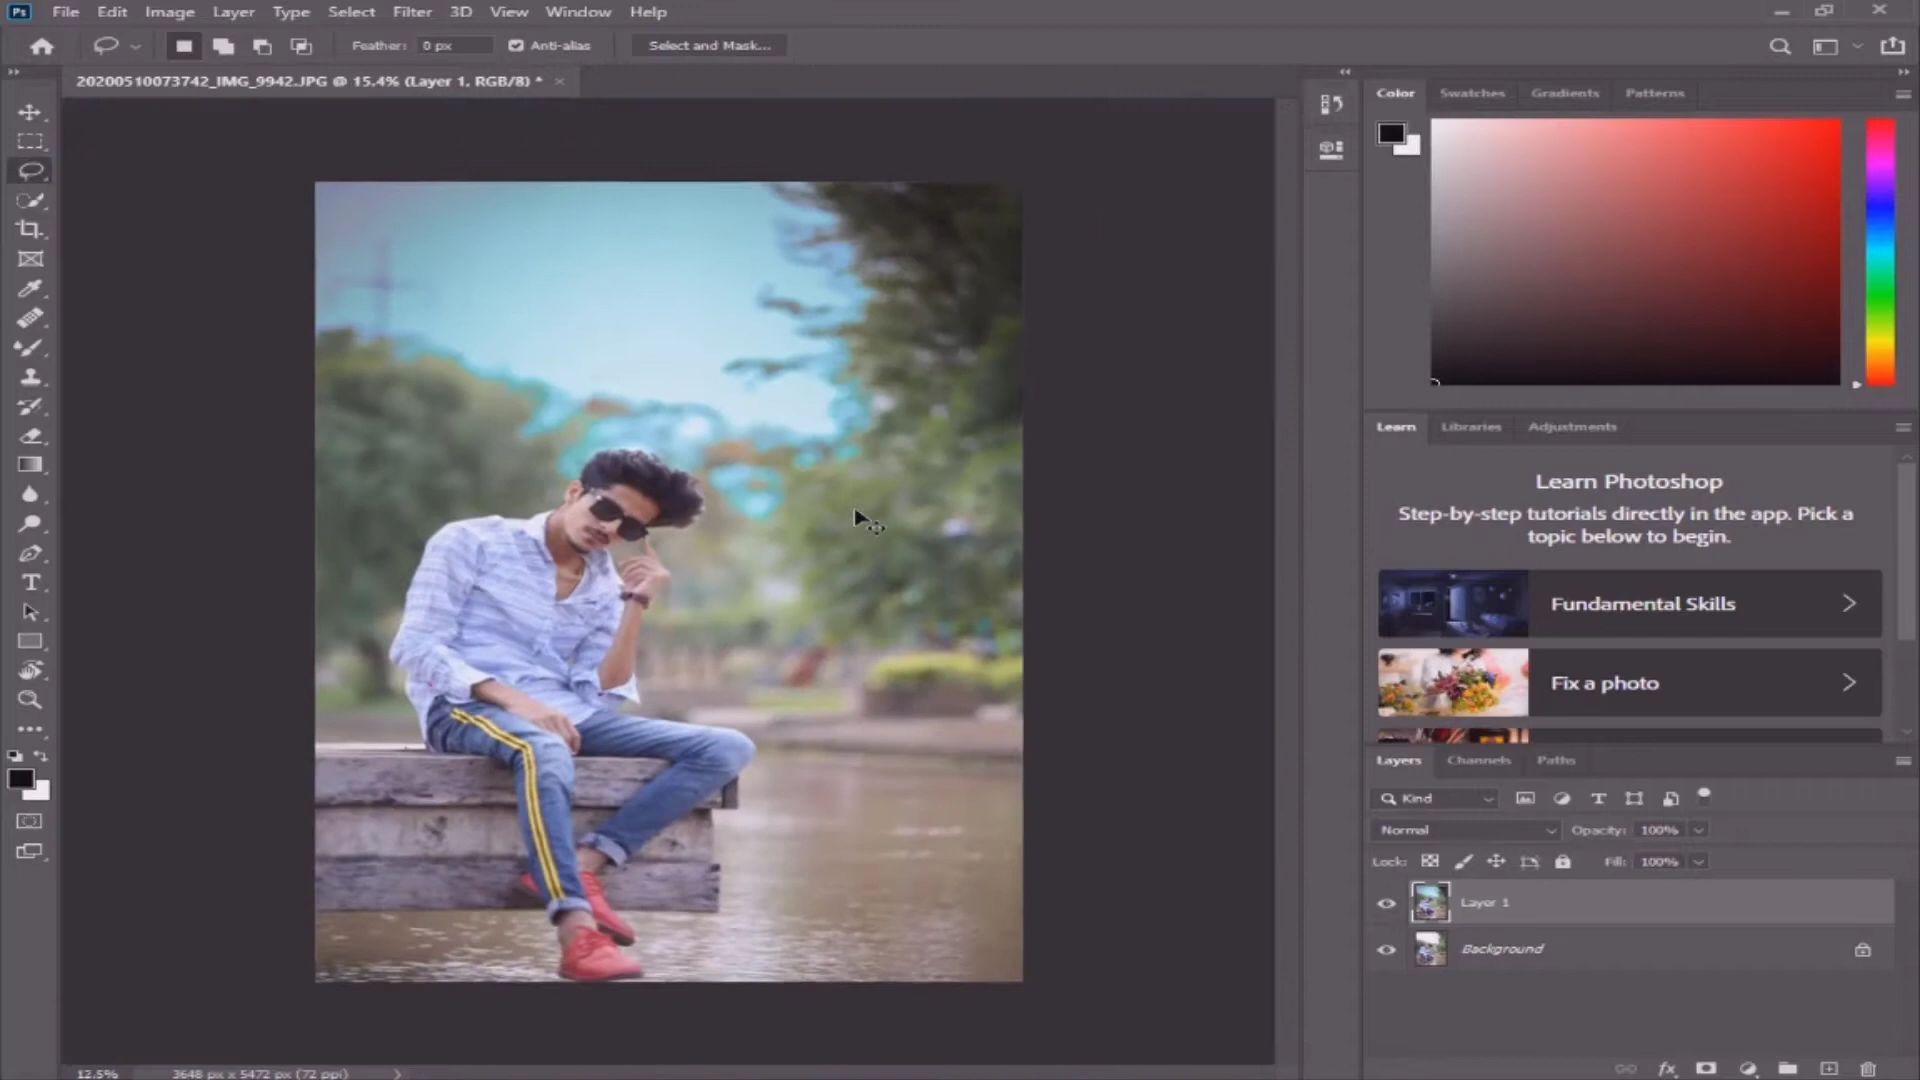 Ps File Edit Image Layer Type Select Filter 3D View Window Help
Feather: 0 px Anti-alias Select and Mask...
20200510073742_IMG_9942.JPG @ 15.4% (Layer 1, RGB/8) *
Color Swatches Gradients Patterns
Learn Libraries Adjustments
Learn Photoshop
Step-by-step tutorials directly in the app. Pick a
topic below to begin.
Fundamental Skills
Fix a photo
Layers Channels Paths
Kind
Normal Opacity: 100%
Lock: Fill: 100%
Layer 1
Background
fx
12.5% 3648 px x 5472 px (72 ppi)